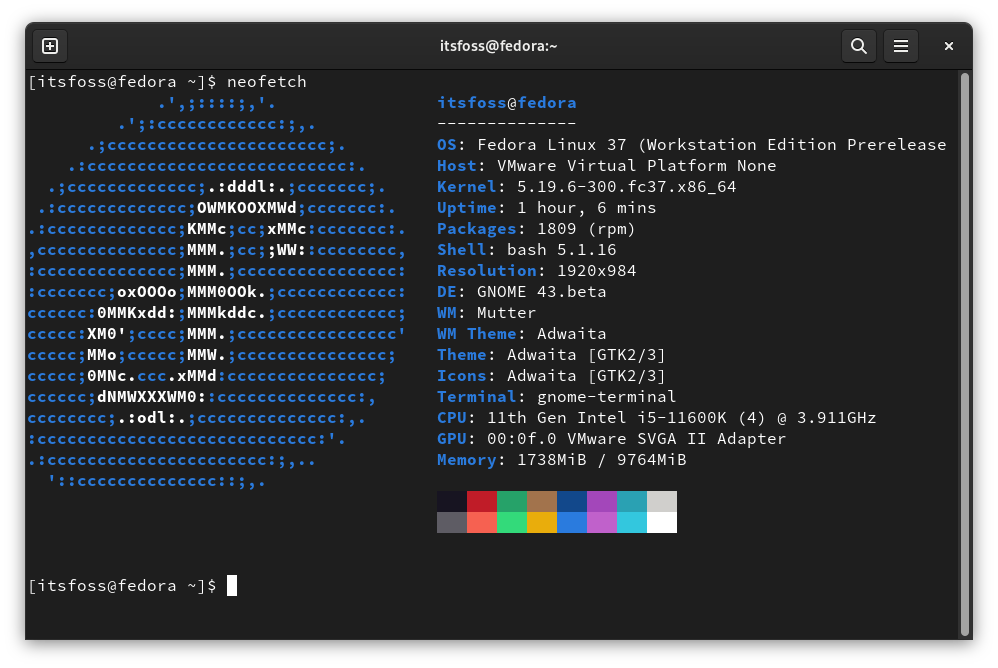 itsfoss@fedora:~
[itsfoss@fedora ~]$ neofetch
.',;::::;,'.
.';:cccccccccccc:;,.
.;cccccccccccccccccccccc;.
.:cccccccccccccccccccccccccc:.
.;ccccccccccccc;.:dddl:.;ccccccc;.
.:ccccccccccccc;OWMKOOXMWd;ccccccc:.
.:ccccccccccccc;KMMc;cc;xMMc:ccccccc:.
,cccccccccccccc;MMM.;cc;;WW::cccccccc,
:cccccccccccccc;MMM.;cccccccccccccccc:
:ccccccc;oxOOOo;MMM0OOk.;cccccccccccc:
cccccc:0MMKxdd:;MMMkddc.;cccccccccccc;
ccccc:XM0';cccc;MMM.;cccccccccccccccc'
ccccc;MMo;ccccc;MMW.;ccccccccccccccc;
ccccc;0MNc.ccc.xMMd:ccccccccccccccc;
cccccc;dNMWXXXWM0::cccccccccccccc:,
cccccccc;.:odl:.;cccccccccccccc:,.
:cccccccccccccccccccccccccccc:'.
.:cccccccccccccccccccccc:;,..
'::cccccccccccccc::;,.
itsfoss@fedora
--------------
OS: Fedora Linux 37 (Workstation Edition Prerelease
Host: VMware Virtual Platform None
Kernel: 5.19.6-300.fc37.x86_64
Uptime: 1 hour, 6 mins
Packages: 1809 (rpm)
Shell: bash 5.1.16
Resolution: 1920x984
DE: GNOME 43.beta
WM: Mutter
WM Theme: Adwaita
Theme: Adwaita [GTK2/3]
Icons: Adwaita [GTK2/3]
Terminal: gnome-terminal
CPU: 11th Gen Intel i5-11600K (4) @ 3.911GHz
GPU: 00:0f.0 VMware SVGA II Adapter
Memory: 1738MiB / 9764MiB
[itsfoss@fedora ~]$